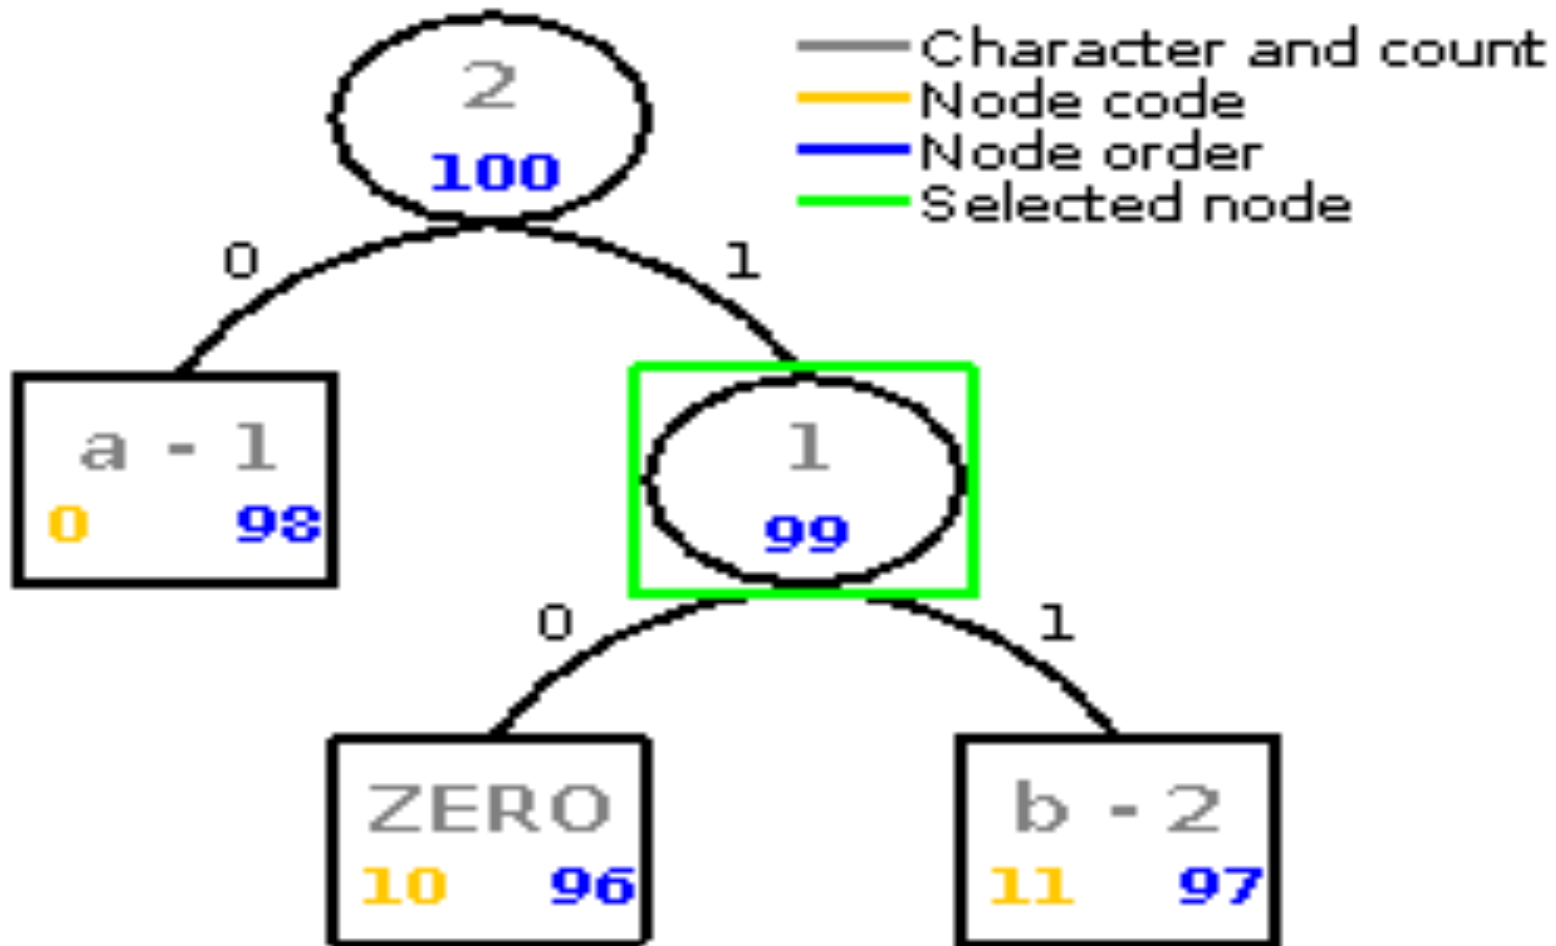 2
100
Character and count
Node code
Node order
Selected node
0
1
a - 1
0 98
1
99
0
1
ZERO
10 96
b - 2
11 97